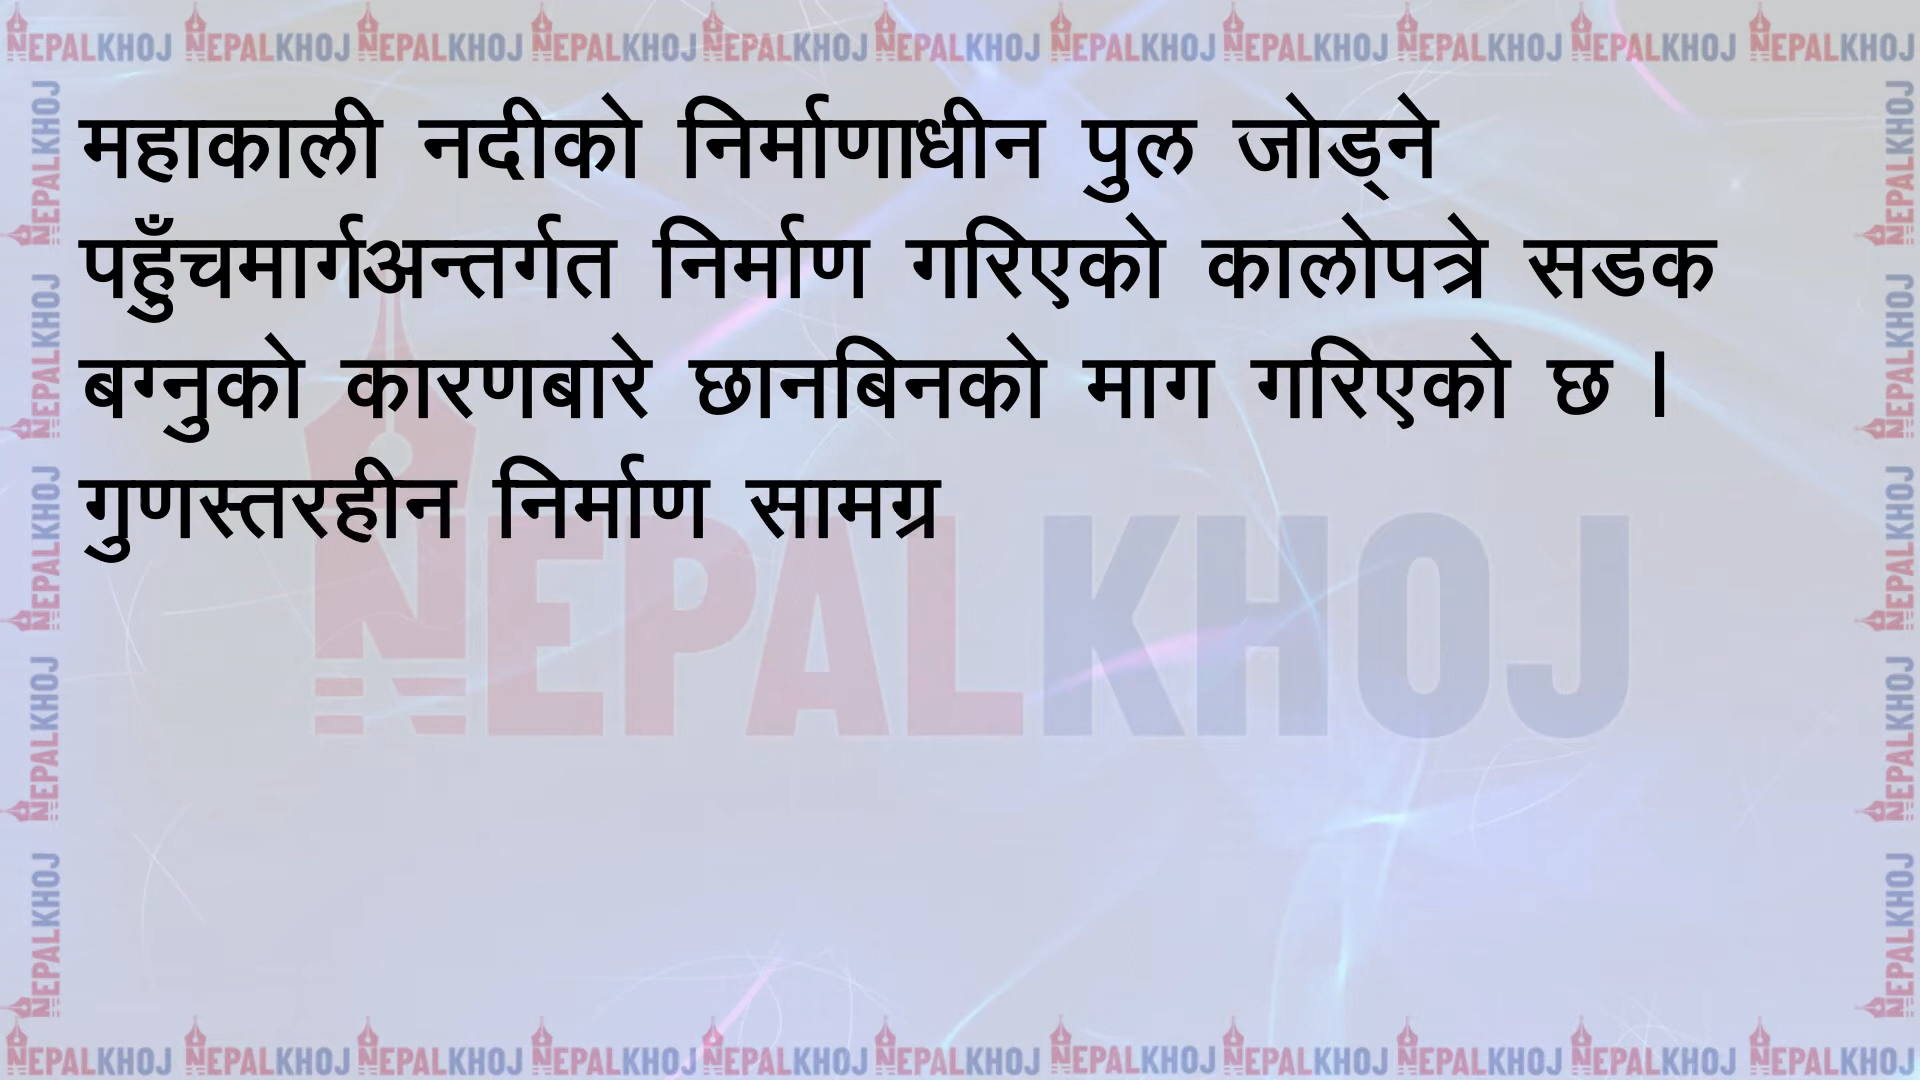 महाकाली नदीको निर्माणाधीन पुल जोड्ने
पहुँचमार्गअन्तर्गत निर्माण गरिएको कालोपत्रे सडक
बग्नुको कारणबारे छानबिनको माग गरिएको छ ।
गुणस्तरहीन निर्माण सामग्र
NEPALKHOJ